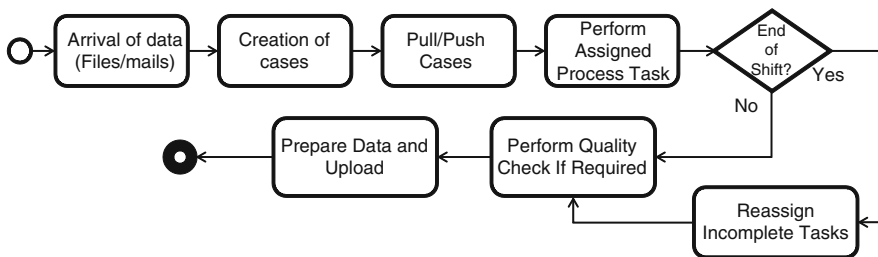 Arrival of data
(Files/mails)
Creation of
cases
Pull/Push
Cases
Perform
Assigned
Process Task
End
of
Shift?
Yes
No
Prepare Data and
Upload
Perform Quality
Check If Required
Reassign
Incomplete Tasks